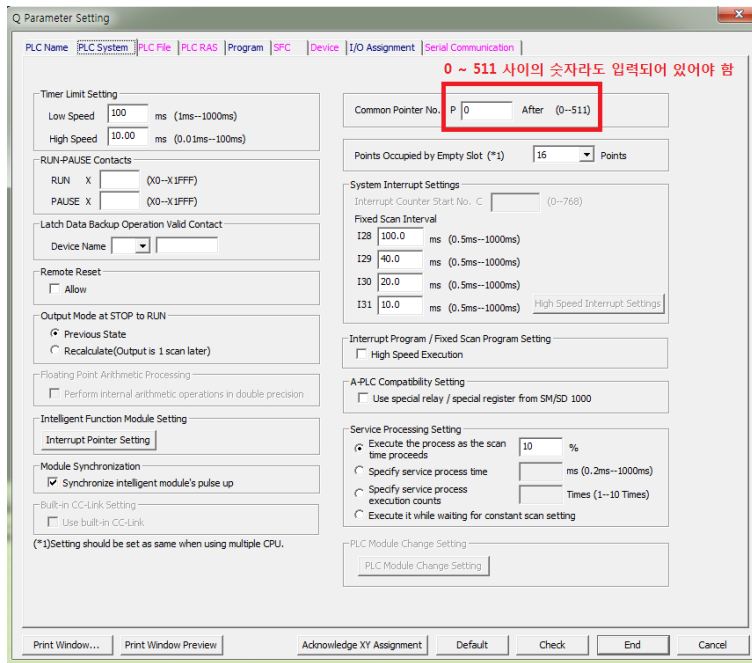 Q Parameter Setting
PLC Name PLC System PLC File PLC RAS Program SFC Device I/O Assignment Serial Communication
0 ~ 511 사이의 숫자라도 입력되어 있어야 함
Timer Limit Setting
Low Speed 100 ms (1ms--1000ms)
High Speed 10.00 ms (0.01ms--100ms)
RUN-PAUSE Contacts
RUN X (X0--X1FFF)
PAUSE X (X0--X1FFF)
Latch Data Backup Operation Valid Contact
Device Name
Remote Reset
Allow
Output Mode at STOP to RUN
Previous State
Recalculate(Output is 1 scan later)
Floating Point Arithmetic Processing
Perform internal arithmetic operations in double precision
Intelligent Function Module Setting
Interrupt Pointer Setting
Module Synchronization
Synchronize intelligent module's pulse up
Built-in CC-Link Setting
Use built-in CC-Link
(*1)Setting should be set as same when using multiple CPU.
Common Pointer No. P 0 After (0--511)
Points Occupied by Empty Slot (*1) 16 Points
System Interrupt Settings
Interrupt Counter Start No. C (0--768)
Fixed Scan Interval
I28 100.0 ms (0.5ms--1000ms)
I29 40.0 ms (0.5ms--1000ms)
I30 20.0 ms (0.5ms--1000ms)
I31 10.0 ms (0.5ms--1000ms) High Speed Interrupt Settings
Interrupt Program / Fixed Scan Program Setting
High Speed Execution
A-PLC Compatibility Setting
Use special relay / special register from SM/SD 1000
Service Processing Setting
Execute the process as the scan time proceeds 10 %
Specify service process time ms (0.2ms--1000ms)
Specify service process execution counts Times (1--10 Times)
Execute it while waiting for constant scan setting
PLC Module Change Setting
PLC Module Change Setting
Print Window... Print Window Preview Acknowledge XY Assignment Default Check End Cancel